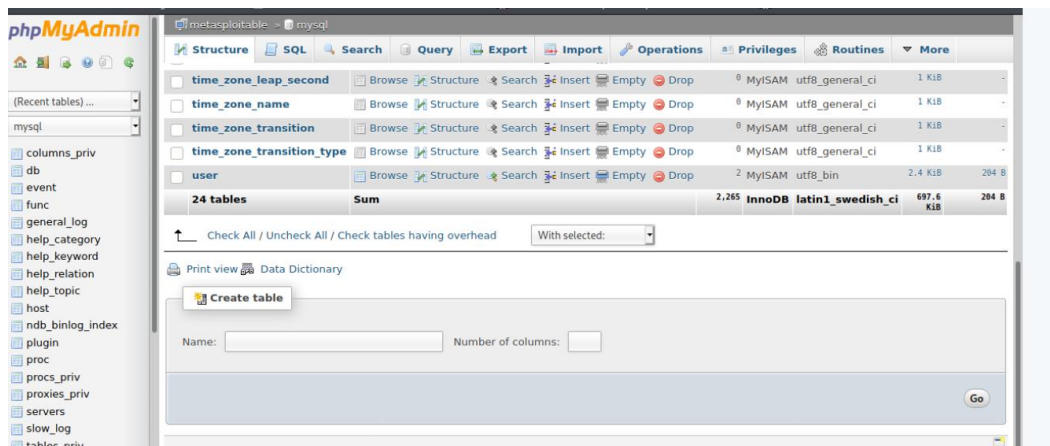 phpMyAdmin
(Recent tables) ...
mysql
columns_priv
db
event
func
general_log
help_category
help_keyword
help_relation
help_topic
host
ndb_binlog_index
plugin
proc
procs_priv
proxies_priv
servers
slow_log
tables_priv
metasploitable » mysql
Structure SQL Search Query Export Import Operations Privileges Routines More
time_zone_leap_second Browse Structure Search Insert Empty Drop 0 MyISAM utf8_general_ci 1 KiB -
time_zone_name Browse Structure Search Insert Empty Drop 0 MyISAM utf8_general_ci 1 KiB -
time_zone_transition Browse Structure Search Insert Empty Drop 0 MyISAM utf8_general_ci 1 KiB -
time_zone_transition_type Browse Structure Search Insert Empty Drop 0 MyISAM utf8_general_ci 1 KiB -
user Browse Structure Search Insert Empty Drop 2 MyISAM utf8_bin 2.4 KiB 204 B
24 tables Sum 2,265 InnoDB latin1_swedish_ci 697.6 KiB 204 B
Check All / Uncheck All / Check tables having overhead With selected:
Print view Data Dictionary
Create table
Name: Number of columns:
Go